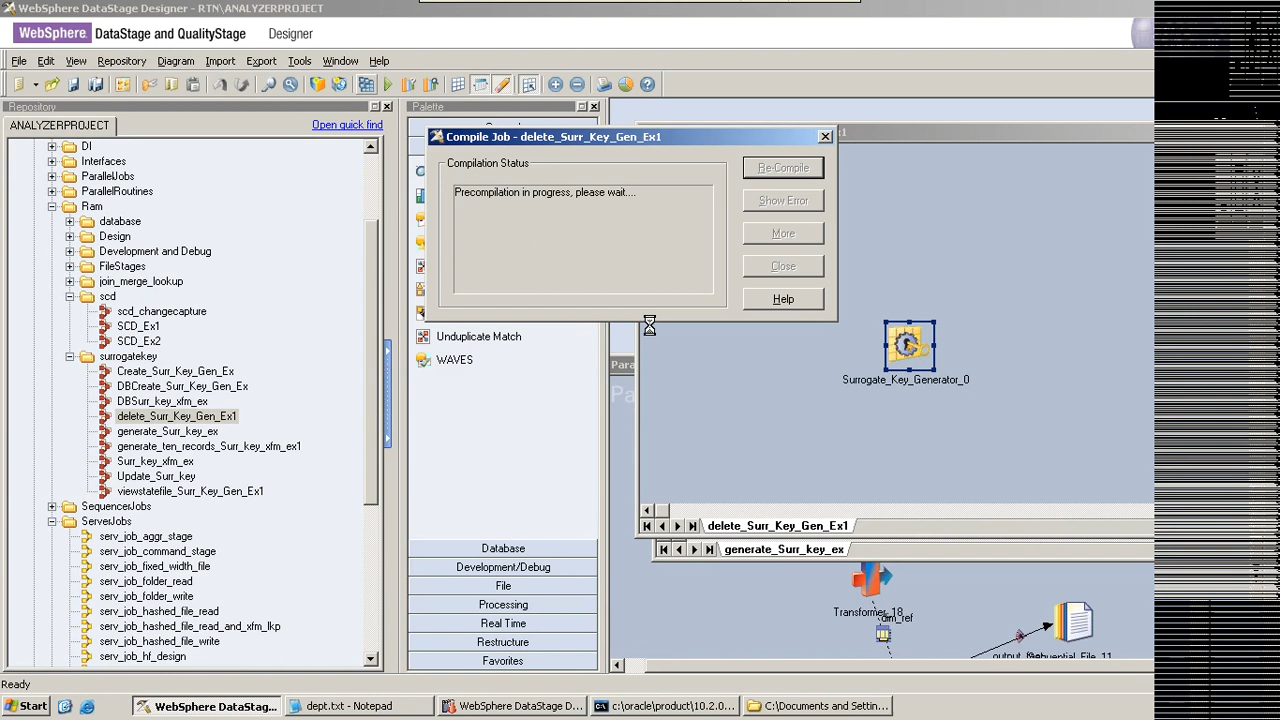 WebSphere DataStage Designer - RTN\ANALYZERPROJECT
WebSphere. DataStage and QualityStage Designer
File Edit View Repository Diagram Import Export Tools Window Help
Repository
Palette
ANALYZERPROJECT
Open quick find
DI
Interfaces
ParallelJobs
ParallelRoutines
Ram
database
Design
Development and Debug
FileStages
join_merge_lookup
scd
scd_changecapture
SCD_Ex1
SCD_Ex2
surrogatekey
Create_Surr_Key_Gen_Ex
DBCreate_Surr_Key_Gen_Ex
DBSurr_key_xfm_ex
delete_Surr_Key_Gen_Ex1
generate_Surr_key_ex
generate_ten_records_Surr_key_xfm_ex1
Surr_key_xfm_ex
Update_Surr_key
viewstatefile_Surr_Key_Gen_Ex1
SequencerJobs
ServerJobs
serv_job_aggr_stage
serv_job_command_stage
serv_job_fixed_width_file
serv_job_folder_read
serv_job_folder_write
serv_job_hashed_file_read
serv_job_hashed_file_read_and_xfm_lkp
serv_job_hashed_file_write
serv_job_hf_design
Compile Job - delete_Surr_Key_Gen_Ex1
Compilation Status
Precompilation in process, please wait....
Re-Compile
Show Error
More
Close
Help
Unduplicate Match
WAVES
Database
Development/Debug
File
Processing
Real Time
Restructure
Favorites
Surrogate_Key_Generator_0
delete_Surr_Key_Gen_Ex1
generate_Surr_key_ex
Transformer_18
Ready
Start
WebSphere DataStag...
dept.txt - Notepad
WebSphere DataStage D...
c:\oracle\product\10.2.0...
C:\Documents and Settin...